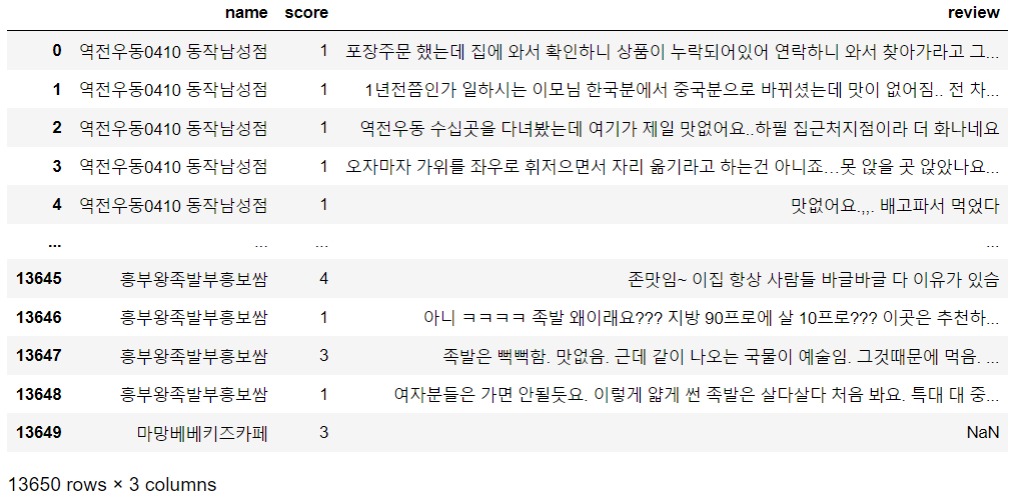 name score review
0 역전우동0410 동작남성점 1 포장주문 했는데 집에 와서 확인하니 상품이 누락되어있어 연락하니 와서 찾아가라고 그...
1 역전우동0410 동작남성점 1 1년전쯤인가 일하시는 이모님 한국분에서 중국분으로 바뀌셨는데 맛이 없어짐.. 전 차...
2 역전우동0410 동작남성점 1 역전우동 수십곳을 다녀봤는데 여기가 제일 맛없어요..하필 집근처지점이라 더 화나네요
3 역전우동0410 동작남성점 1 오자마자 가위를 좌우로 휘저으면서 자리 옮기라고 하는건 아니죠...못 앉을 곳 앉았나요...
4 역전우동0410 동작남성점 1 맛없어요.,,. 배고파서 먹었다
... ... ... ...
13645 흥부왕족발부흥보쌈 4 존맛임~ 이집 항상 사람들 바글바글 다 이유가 있슴
13646 흥부왕족발부흥보쌈 1 아니 ㅋㅋㅋㅋ 족발 왜이래요??? 지방 90프로에 살 10프로??? 이곳은 추천하...
13647 흥부왕족발부흥보쌈 3 족발은 뻑뻑함. 맛없음. 근데 같이 나오는 국물이 예술임. 그것때문에 먹음. ...
13648 흥부왕족발부흥보쌈 1 여자분들은 가면 안될듯요. 이렇게 얇게 썬 족발은 살다살다 처음 봐요. 특대 대 중...
13649 마망베베키즈카페 3 NaN
13650 rows × 3 columns